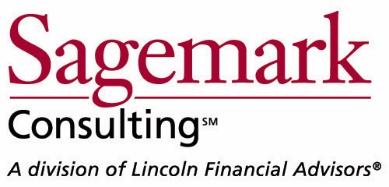 Sagemark
Consulting℠
A division of Lincoln Financial Advisors®